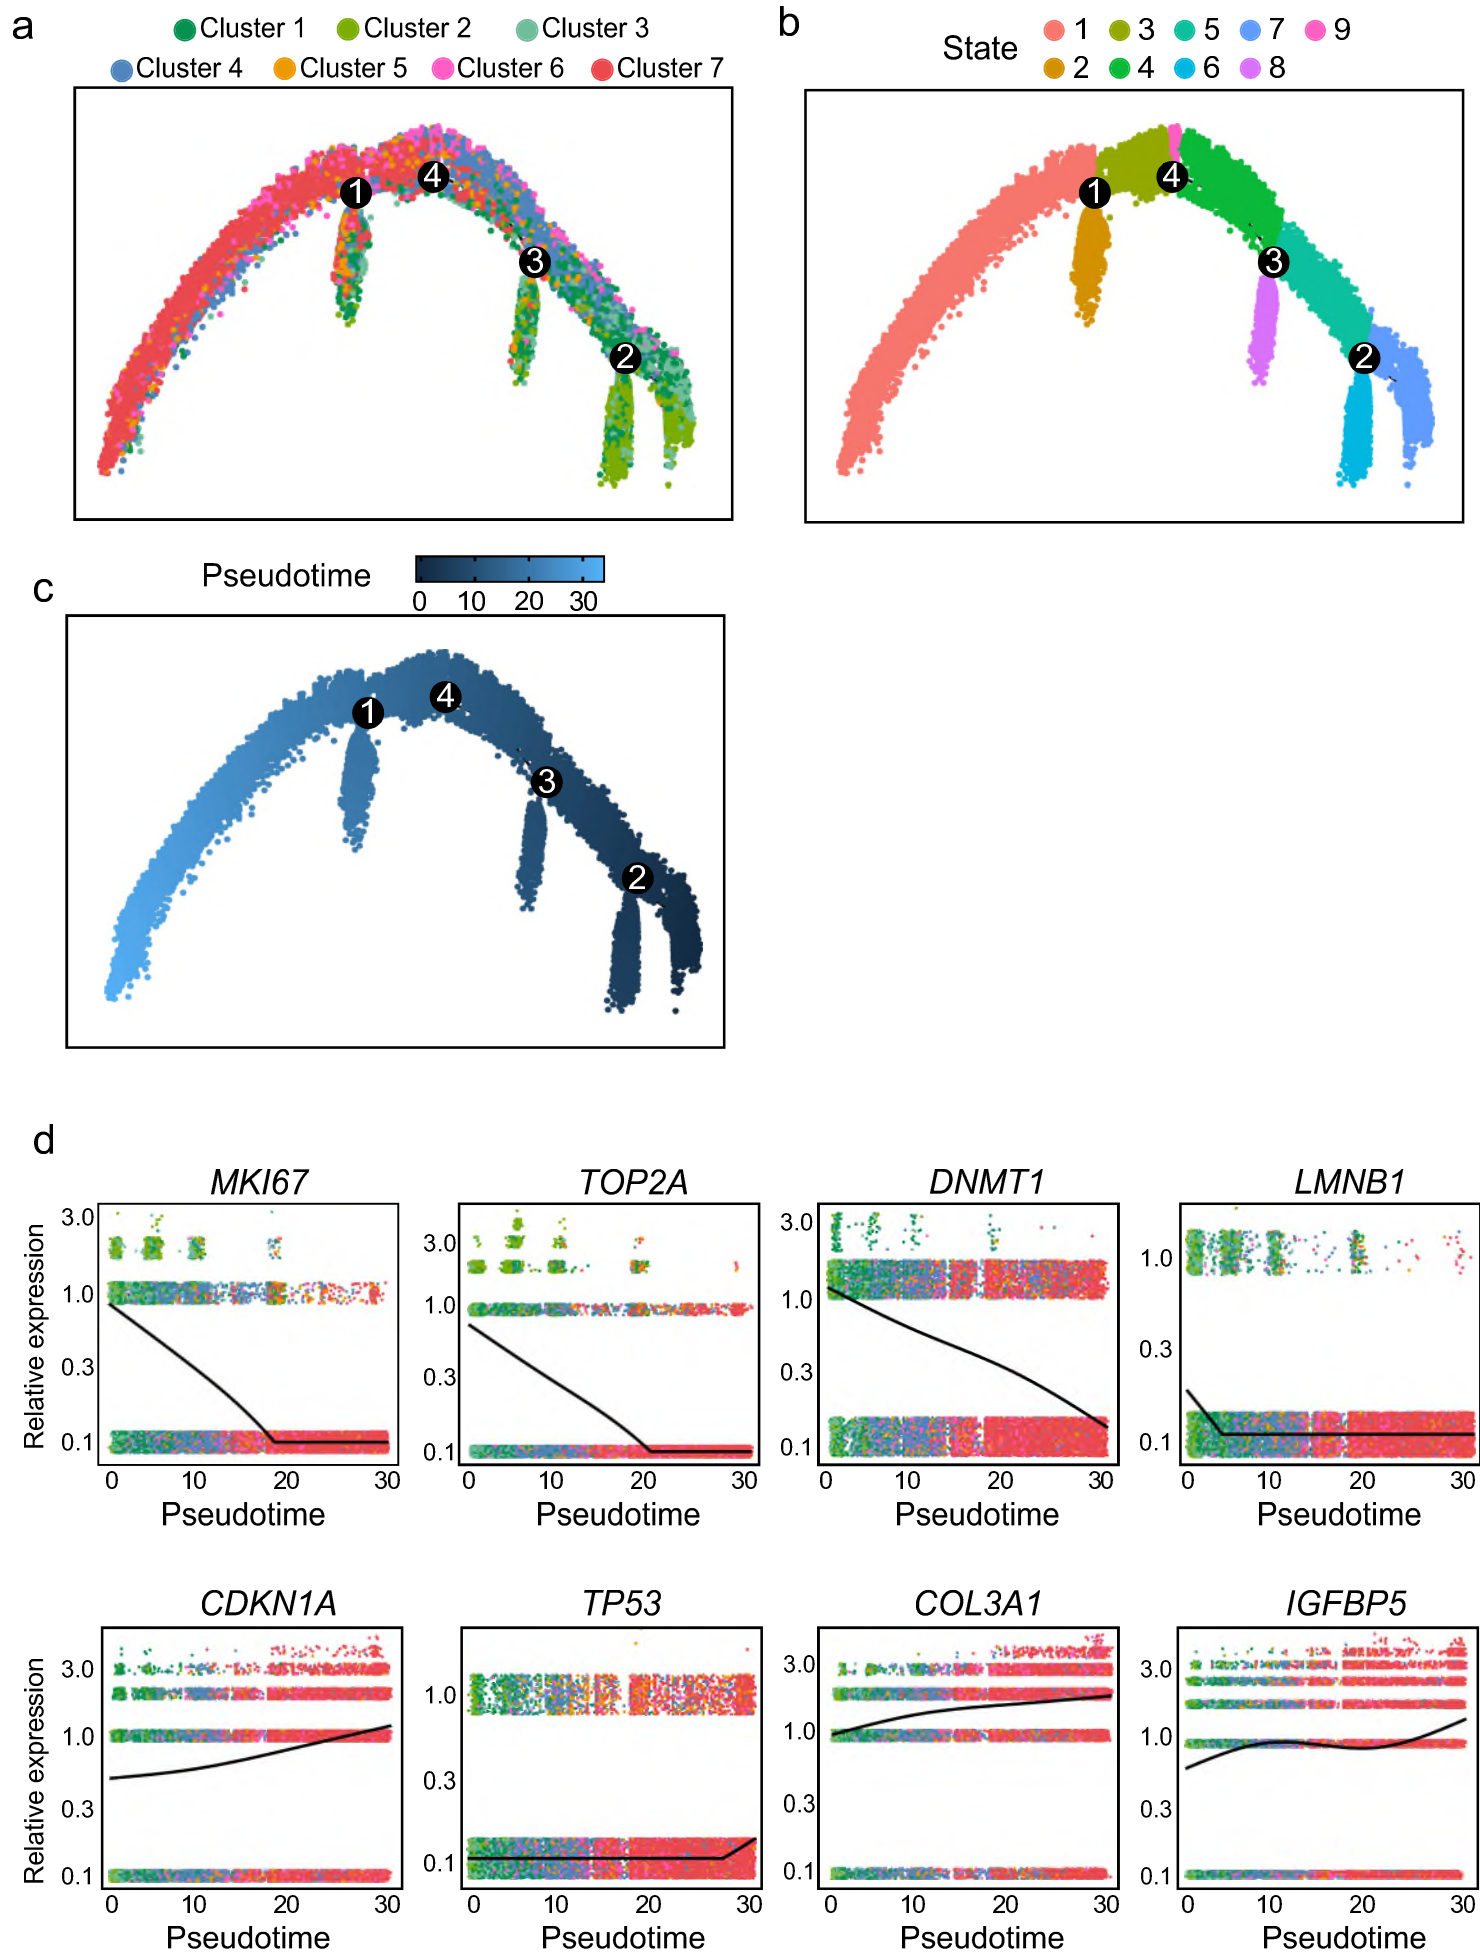 a
Cluster 1 Cluster 2 Cluster 3
Cluster 4 Cluster 5 Cluster 6 Cluster 7
1 4 3 2
b
State
1 3 5 7 9
2 4 6 8
1 4 3 2
c
Pseudotime
0 10 20 30
1 4 3 2
d
MKI67 TOP2A DNMT1 LMNB1
Relative expression
3.0 1.0 0.3 0.1
3.0 1.0 0.3 0.1
3.0 1.0 0.3 0.1
1.0 0.3 0.1
0 10 20 30 0 10 20 30 0 10 20 30 0 10 20 30
Pseudotime Pseudotime Pseudotime Pseudotime
CDKN1A TP53 COL3A1 IGFBP5
Relative expression
3.0 1.0 0.3 0.1
1.0 0.3 0.1
3.0 1.0 0.3 0.1
3.0 1.0 0.3 0.1
0 10 20 30 0 10 20 30 0 10 20 30 0 10 20 30
Pseudotime Pseudotime Pseudotime Pseudotime